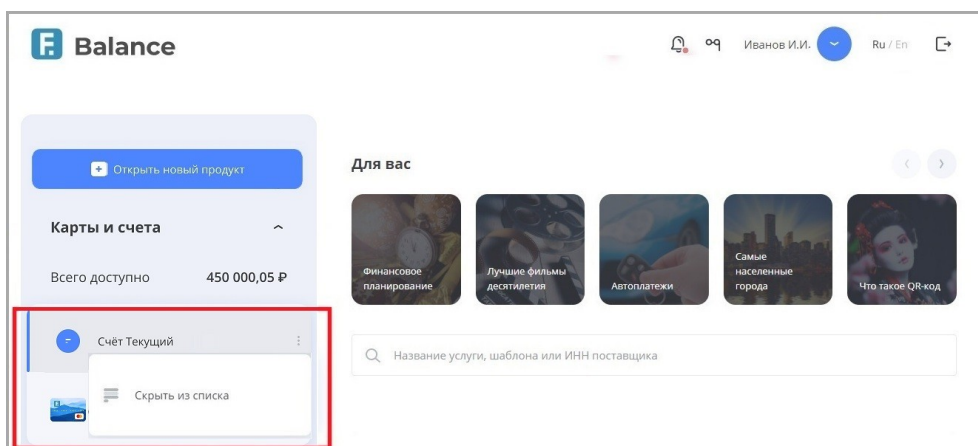 F. Balance
Иванов И.И.
Ru / En
Открыть новый продукт
Карты и счета
Всего доступно 450 000,05 ₽
Счёт Текущий
Скрыть из списка
Для вас
Финансовое
планирование
Лучшие фильмы
десятилетия
Автоплатежи
Самые
населенные
города
Что такое QR-код
Название услуги, шаблона или ИНН поставщика